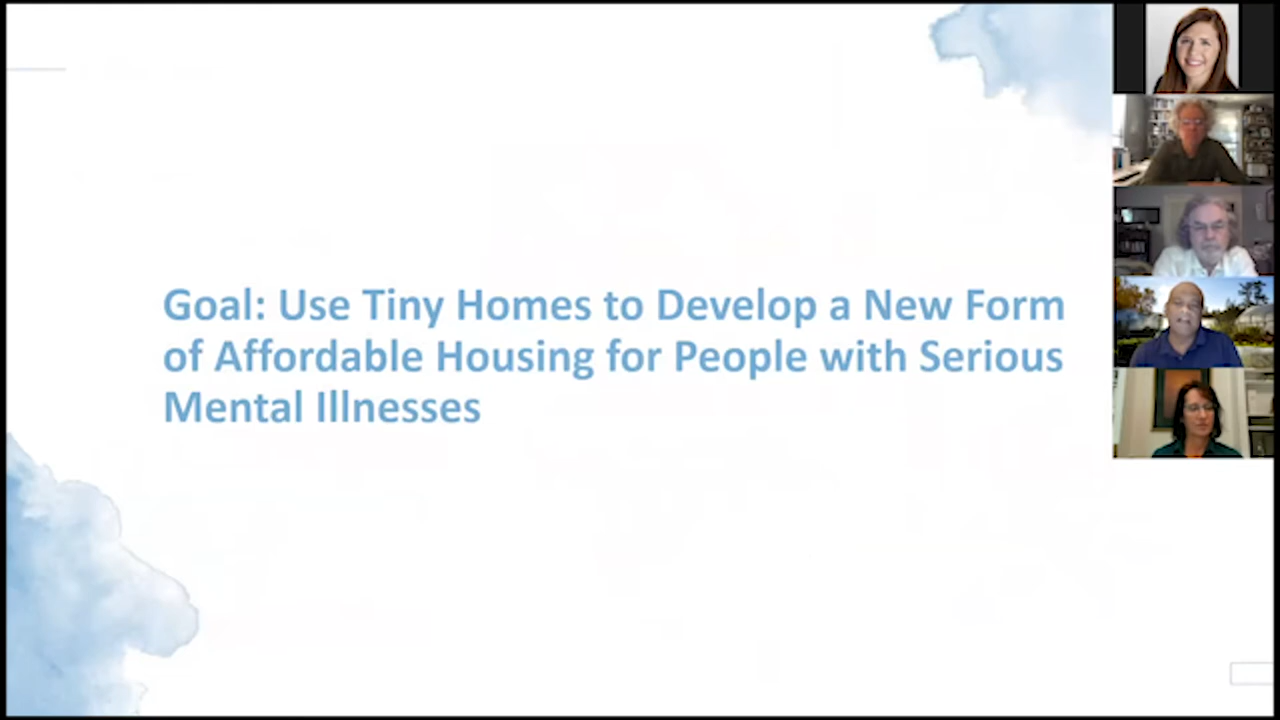 Goal: Use Tiny Homes to Develop a New Form
of Affordable Housing for People with Serious
Mental Illnesses